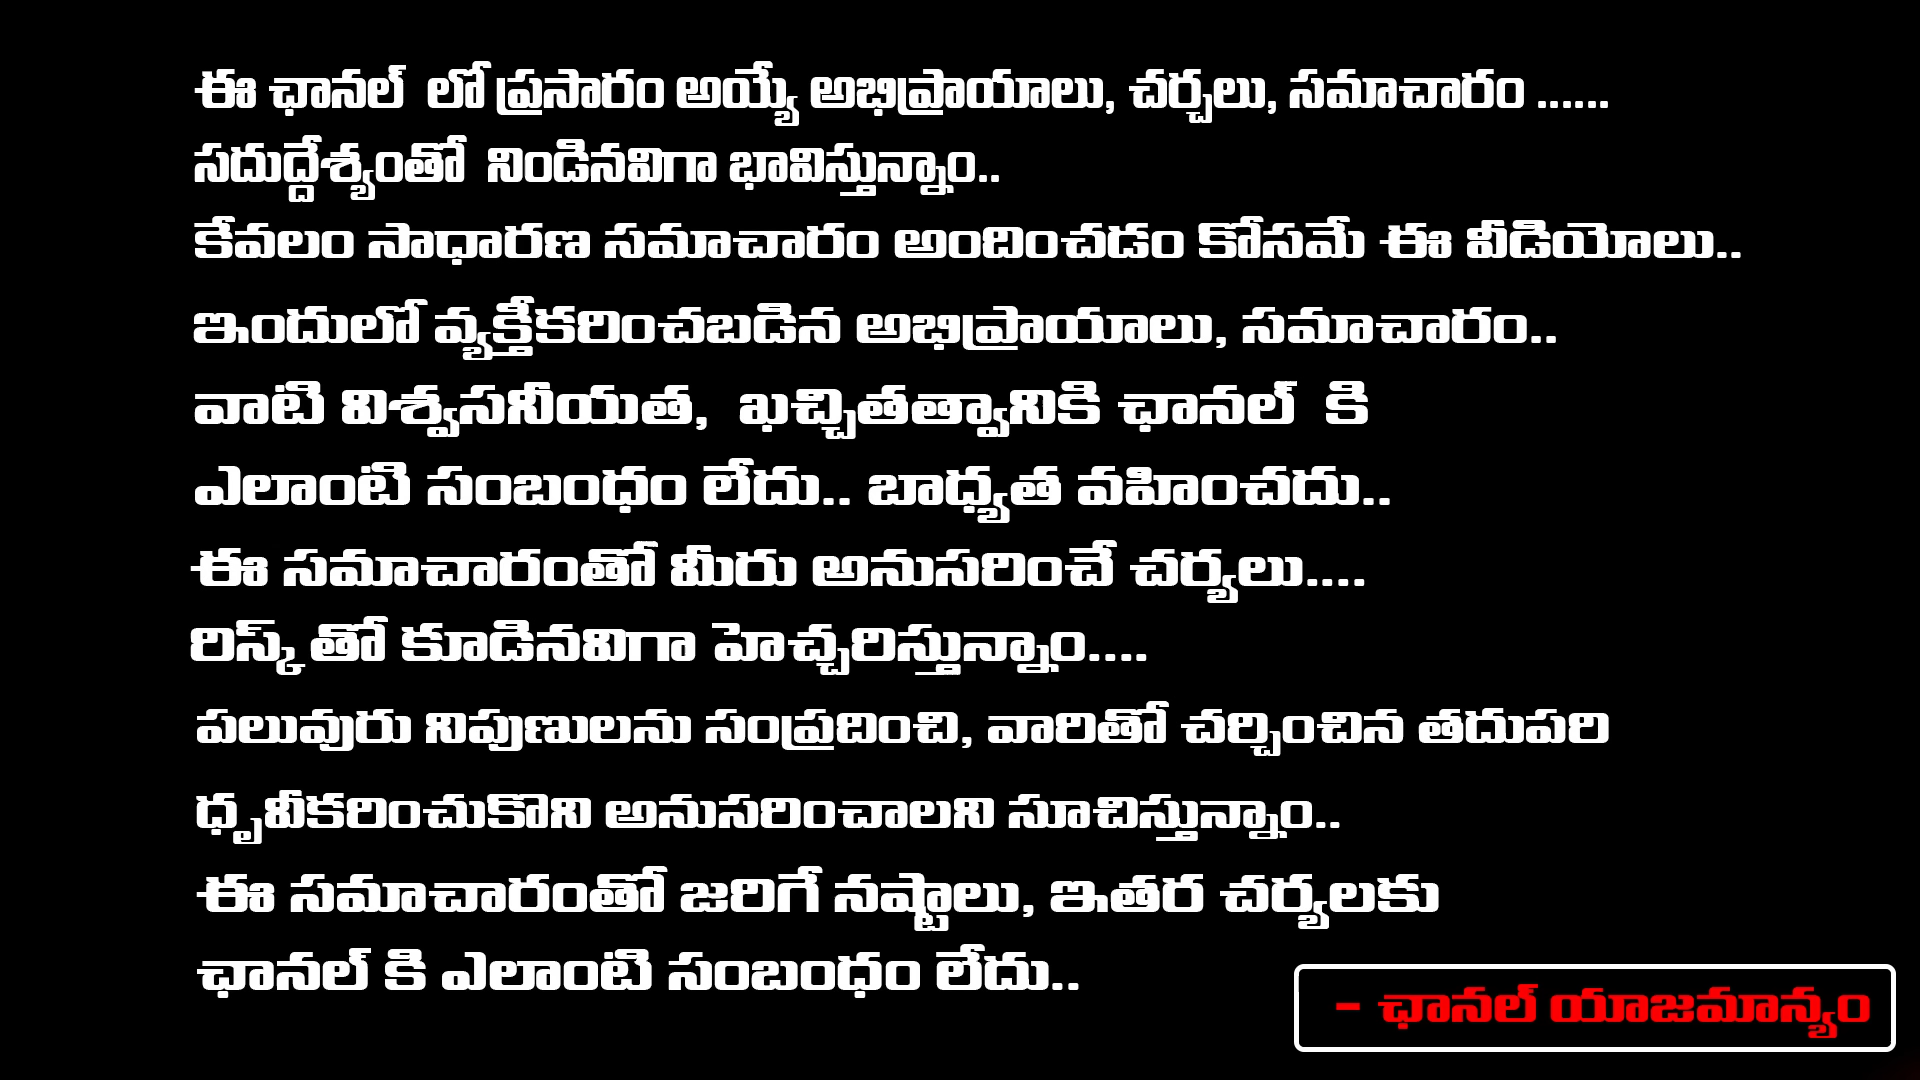 ఈ ఛానల్ లో ప్రసారం అయ్యే అభిప్రాయాలు, చర్చలు, సమాచారం ......
సదుద్దేశ్యంతో నిండినవిగా భావిస్తున్నాం..
కేవలం సాధారణ సమాచారం అందించడం కోసమే ఈ వీడియోలు..
ఇందులో వ్యక్తీకరించబడిన అభిప్రాయాలు, సమాచారం..
వాటి విశ్వసనీయత, ఖచ్చితత్వానికి ఛానల్ కి
ఎలాంటి సంబంధం లేదు.. బాధ్యత వహించదు..
ఈ సమాచారంతో మీరు అనుసరించే చర్యలు....
రిస్క్ తో కూడినవిగా హెచ్చరిస్తున్నాం....
పలువురు నిపుణులను సంప్రదించి, వారితో చర్చించిన తదుపరి
ధృవీకరించుకొని అనుసరించాలని సూచిస్తున్నాం..
ఈ సమాచారంతో జరిగే నష్టాలు, ఇతర చర్యలకు
ఛానల్ కి ఎలాంటి సంబంధం లేదు..
- ఛానల్ యాజమాన్యం